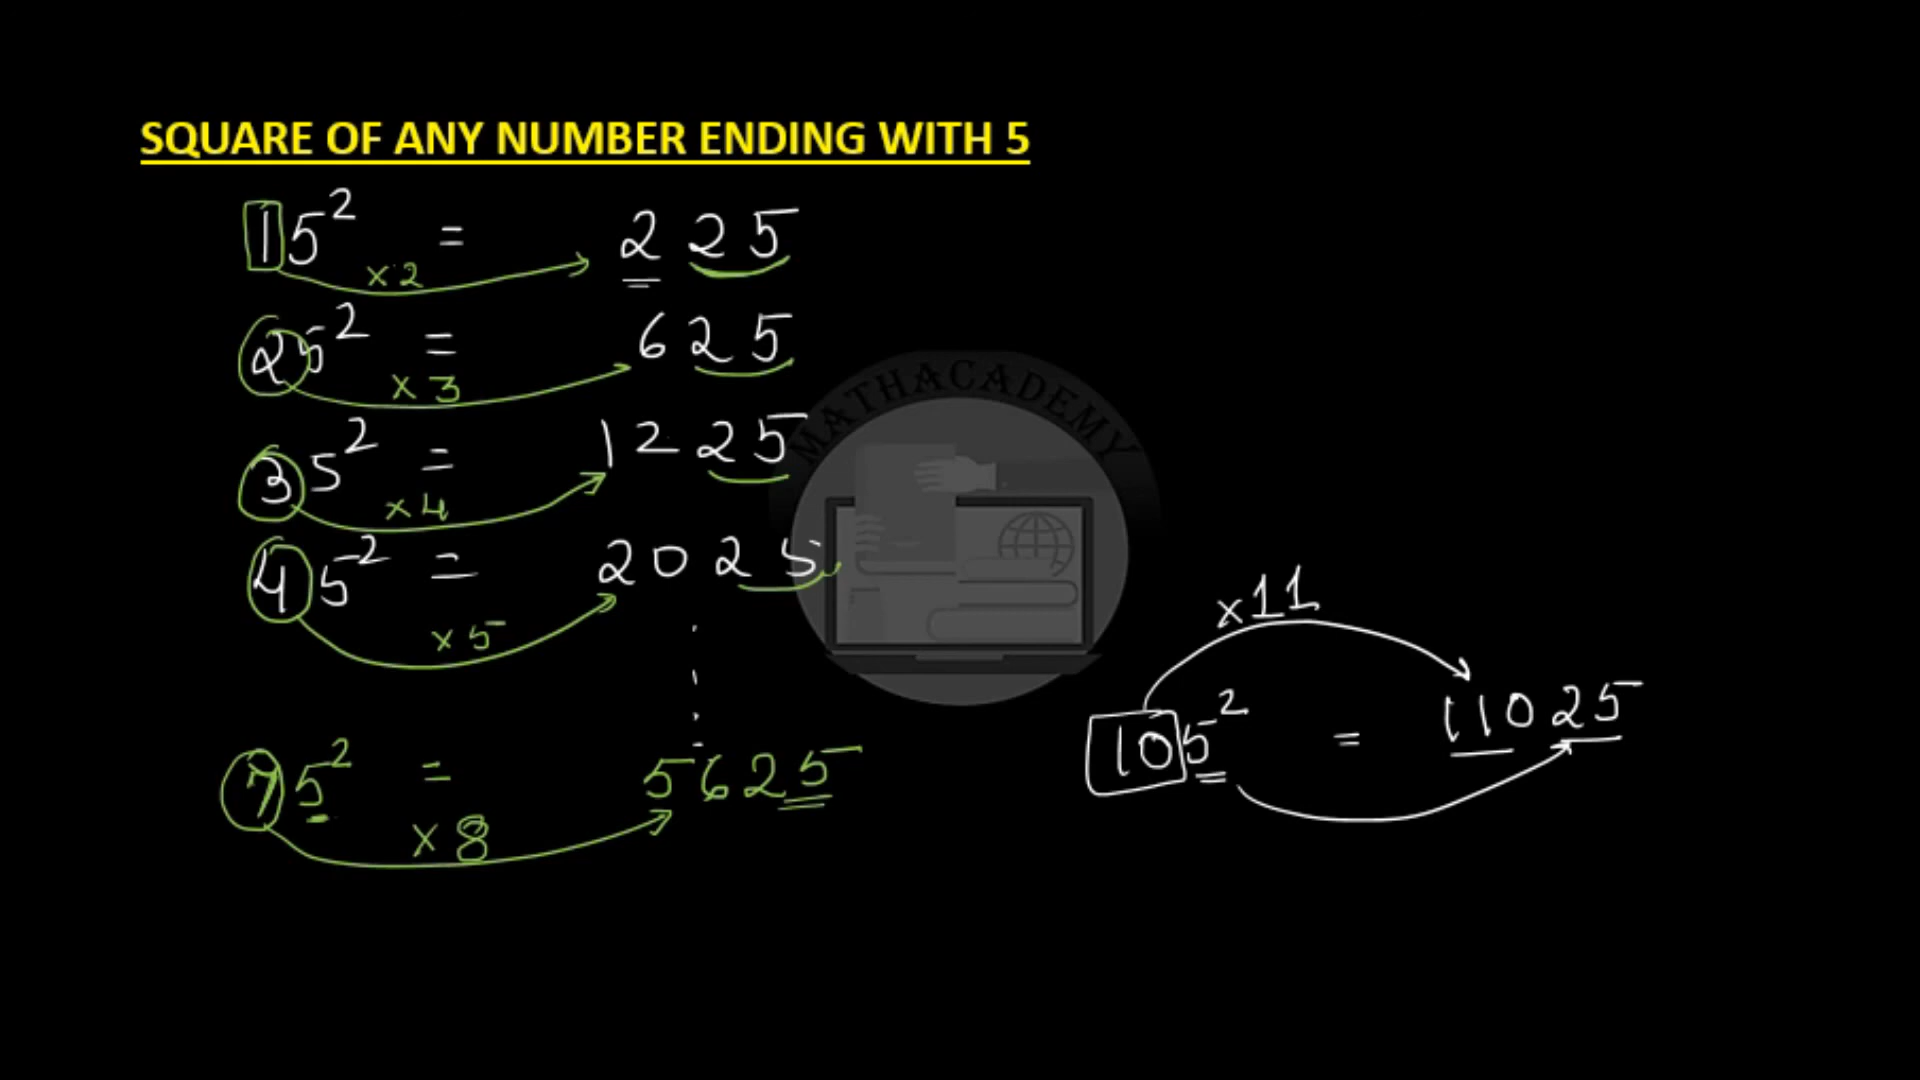 SQUARE OF ANY NUMBER ENDING WITH 5
15² = 225
×2
25² = 625
×3
MATHACADEMY
35² = 1225
×4
45² = 2025
×5
×11
105² = 11025
75² = 5625
×8